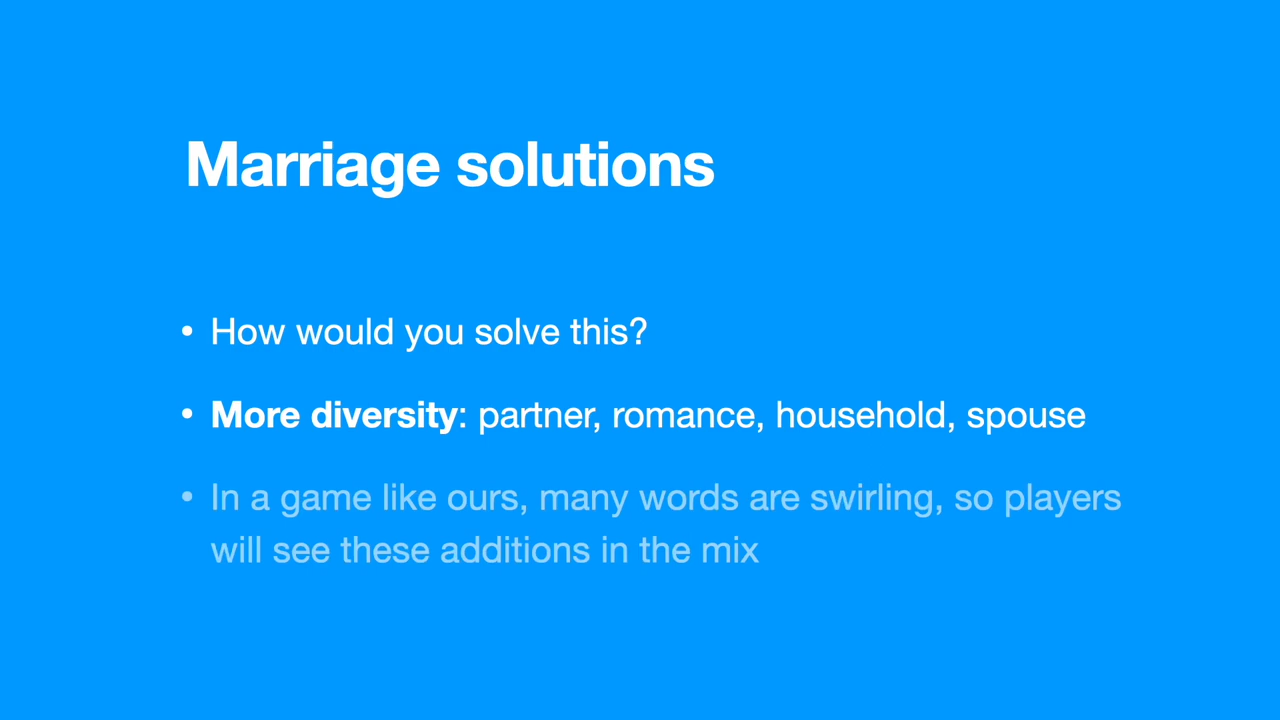 Marriage solutions
• How would you solve this?
• More diversity: partner, romance, household, spouse
• In a game like ours, many words are swirling, so players
will see these additions in the mix